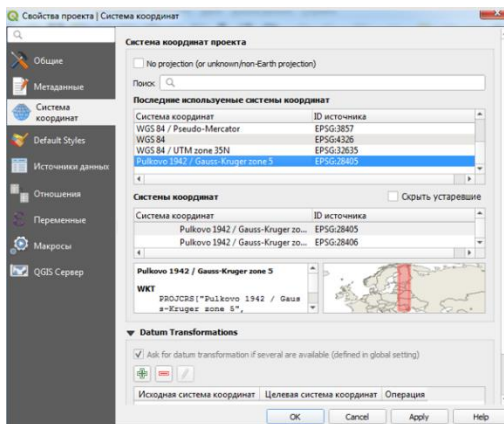 Свойства проекта | Система координат
Общие
Метаданные
Система
координат
Default Styles
Источники данных
Отношения
Переменные
Макросы
QGIS Сервер
Система координат проекта
No projection (or unknown/non-Earth projection)
Поиск
Последние используемые системы координат
Система координат ID источника
WGS 84 / Pseudo-Mercator EPSG:3857
WGS 84 EPSG:4326
WGS 84 / UTM zone 35N EPSG:32635
Pulkovo 1942 / Gauss-Kruger zone 5 EPSG:28405
Системы координат Скрыть устаревшие
Система координат ID источника
Pulkovo 1942 / Gauss-Kruger zo... EPSG:28405
Pulkovo 1942 / Gauss-Kruger zo... EPSG:28406
Pulkovo 1942 / Gauss-Kruger zone 5
WKT
PROJCRS["Pulkovo 1942 / Gaus
s-Kruger zone 5",
Datum Transformations
Ask for datum transformation if several are available (defined in global setting)
Исходная система координат Целевая система координат Операция
OK Cancel Apply Help